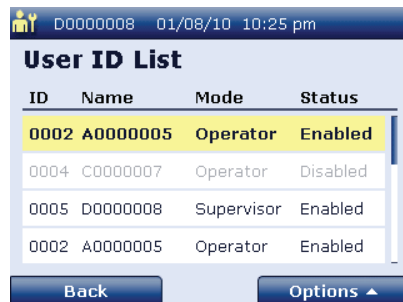 D0000008 01/08/10 10:25 pm
User ID List
ID Name Mode Status
0002 A0000005 Operator Enabled
0004 C0000007 Operator Disabled
0005 D0000008 Supervisor Enabled
0002 A0000005 Operator Enabled
Back Options ▲